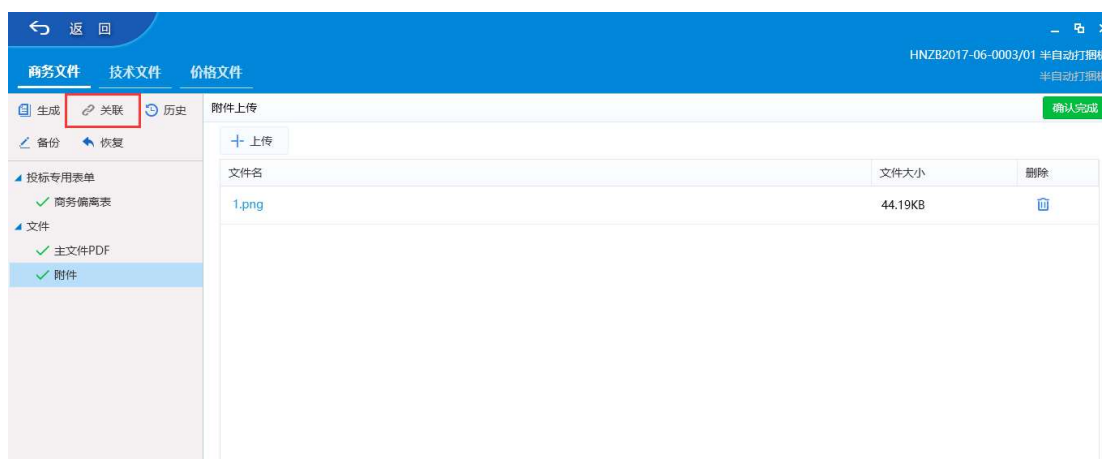 返 回
HNZB2017-06-0003/01 半自动打捆机
半自动打捆机
商务文件 技术文件 价格文件
生成 关联 历史 附件上传 确认完成
备份 恢复 上传
投标专用表单 文件名 文件大小 删除
商务偏离表 1.png 44.19KB
文件
主文件PDF
附件